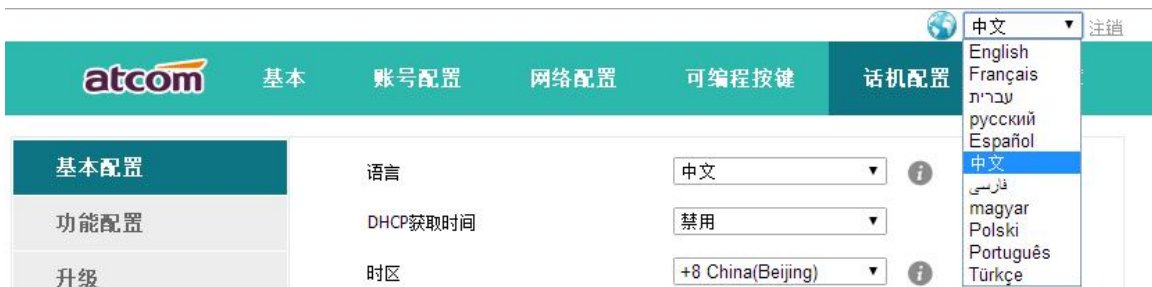 中文 注销
English
Français
עברית
русский
Español
中文
فارسی
magyar
Polski
Português
Türkçe
atcom 基本 账号配置 网络配置 可编程按键 话机配置
基本配置
功能配置
升级
语言 中文
DHCP获取时间 禁用
时区 +8 China(Beijing)